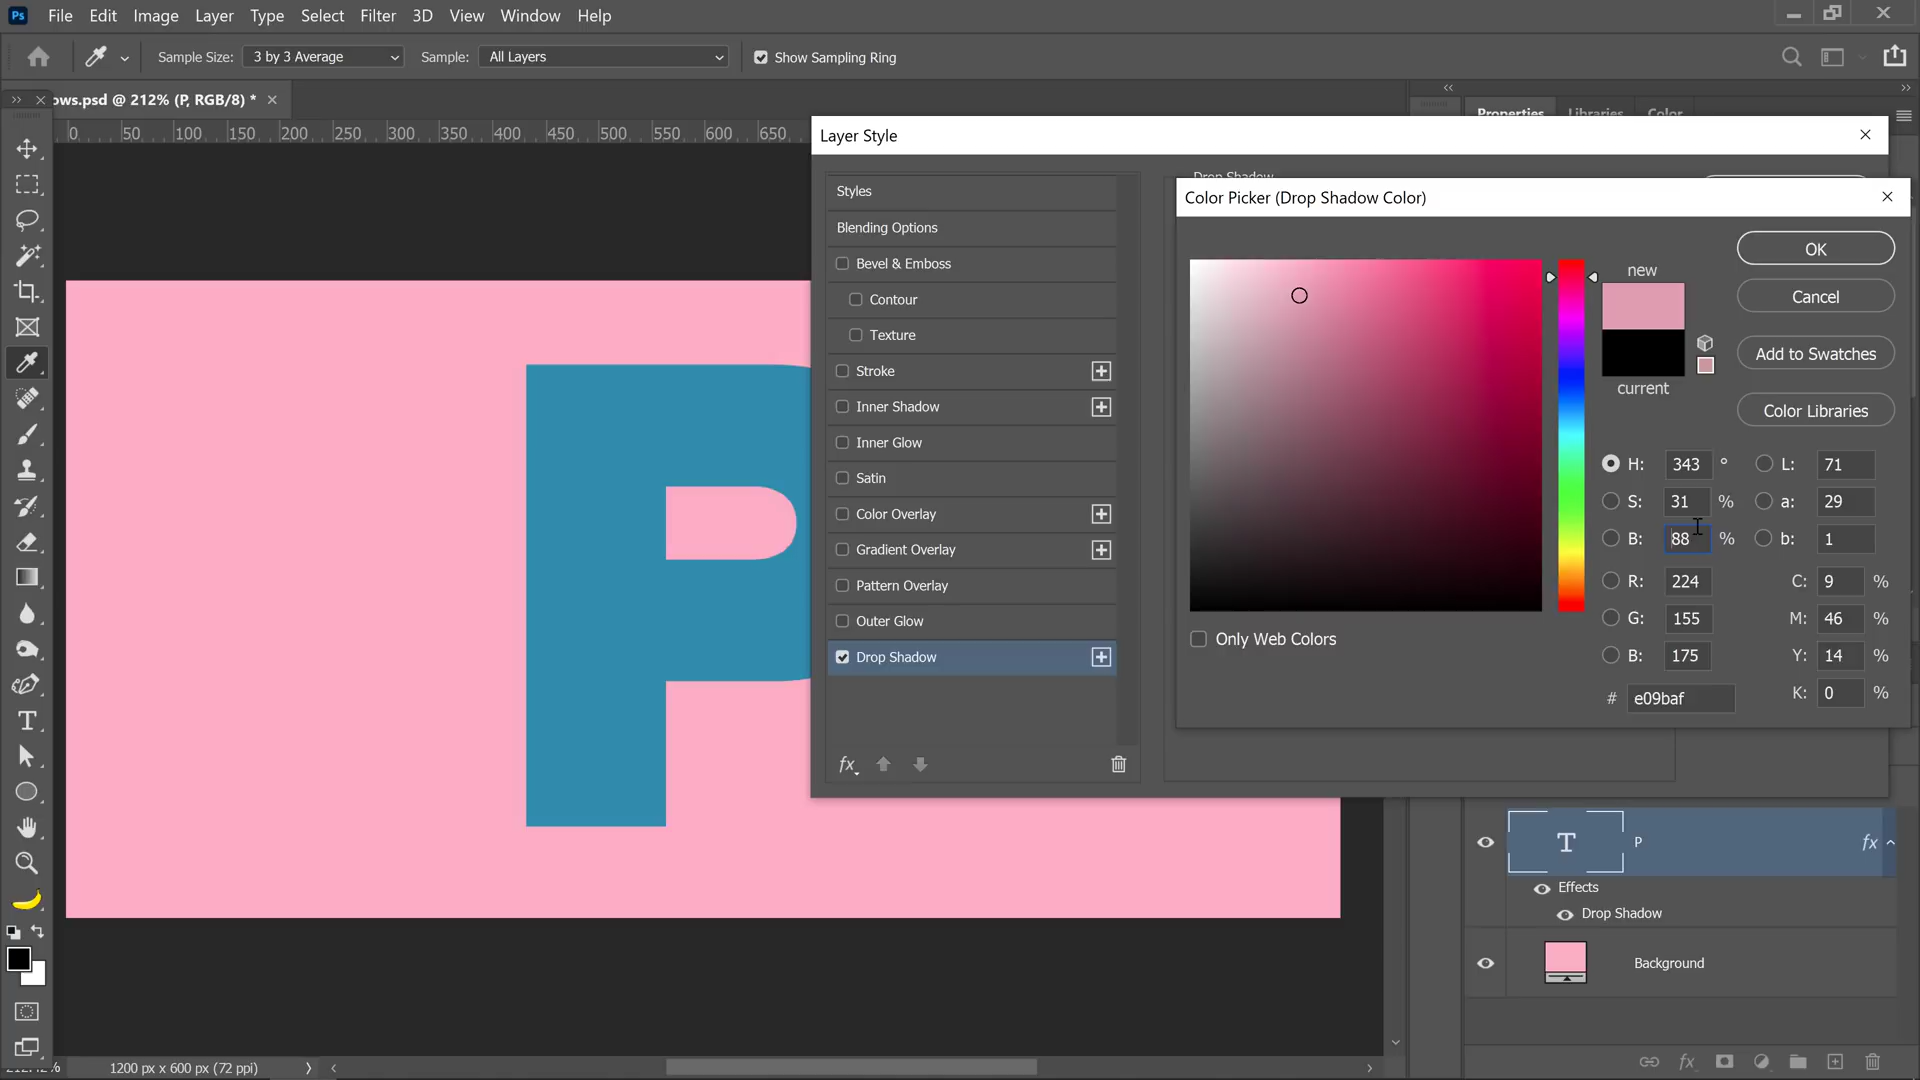 Ps File Edit Image Layer Type Select Filter 3D View Window Help
Sample Size: 3 by 3 Average Sample: All Layers Show Sampling Ring
ows.psd @ 212% (P, RGB/8) *
Properties Libraries Color
0 50 100 150 200 250 300 350 400 450 500 550 600 650
Layer Style
Styles
Blending Options
Bevel & Emboss
Contour
Texture
Stroke
Inner Shadow
Inner Glow
Satin
Color Overlay
Gradient Overlay
Pattern Overlay
Outer Glow
Drop Shadow
fx
Drop Shadow
Color Picker (Drop Shadow Color)
new
current
OK
Cancel
Add to Swatches
Color Libraries
H: 343 ° L: 71
S: 31 % a: 29
B: 88 % b: 1
R: 224 C: 9 %
G: 155 M: 46 %
B: 175 Y: 14 %
# e09baf K: 0 %
Only Web Colors
P
T P fx
Effects
Drop Shadow
Background
1200 px x 600 px (72 ppi)
fx